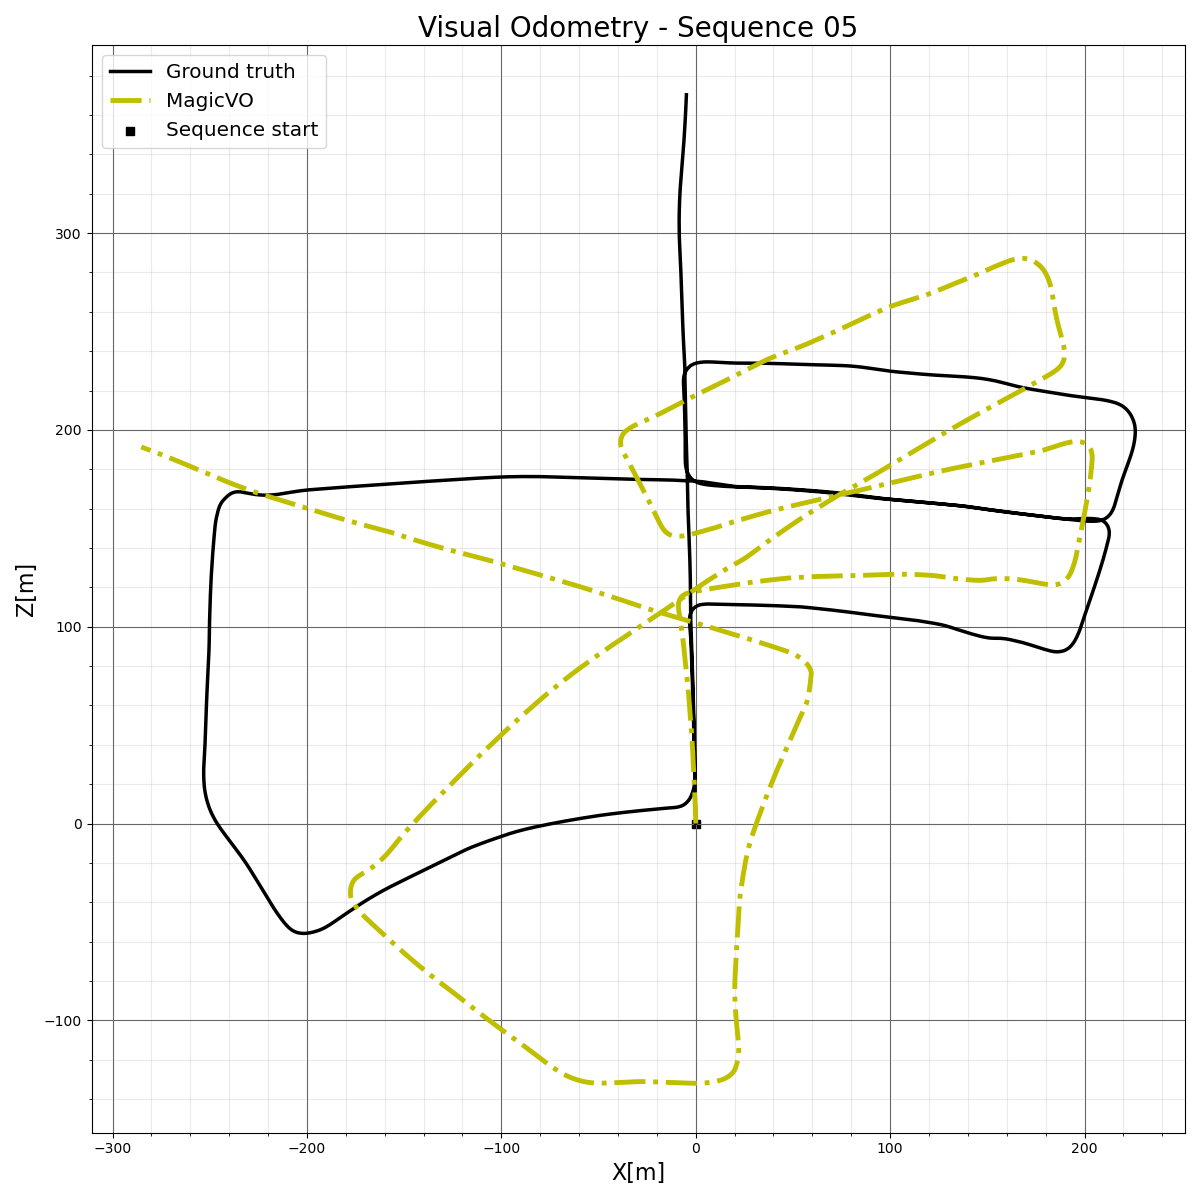 Visual Odometry - Sequence 05
Ground truth
MagicVO
Sequence start
Z[m]
300
200
100
0
−100
−300 −200 −100 0 100 200
X[m]